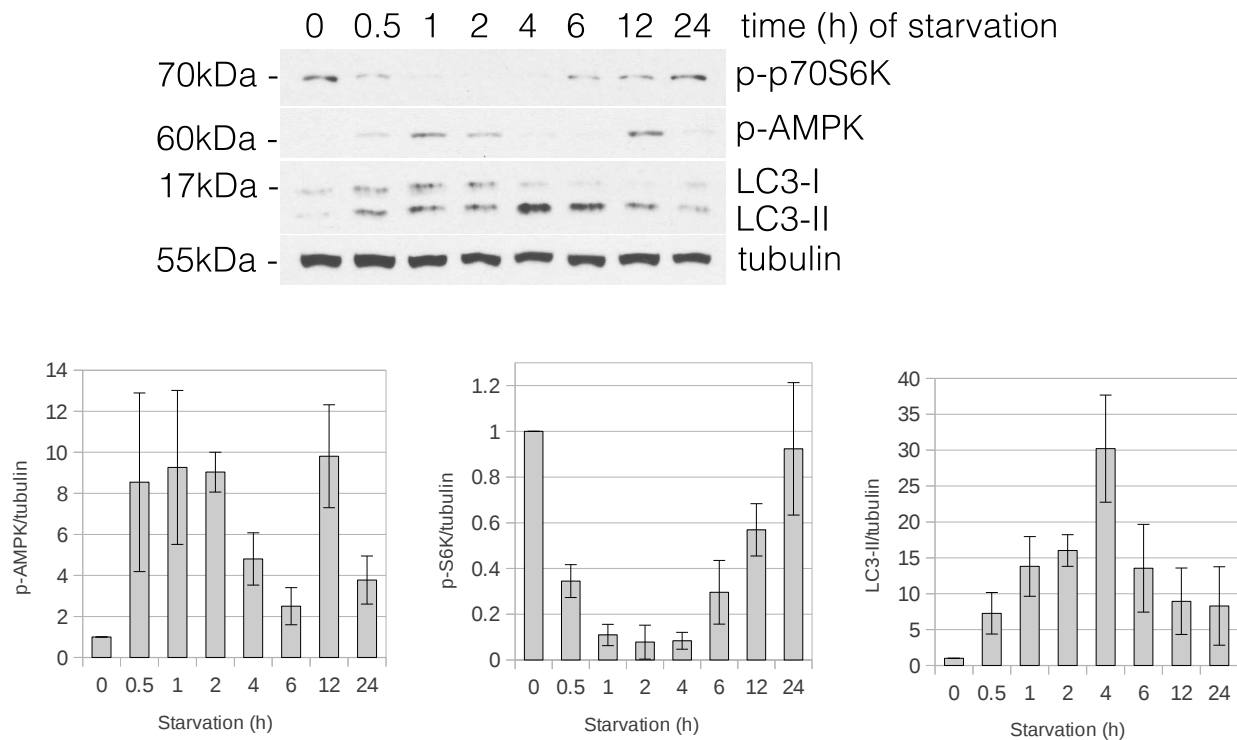 0 0.5 1 2 4 6 12 24 time (h) of starvation
70kDa - p-p70S6K
60kDa - p-AMPK
17kDa - LC3-I
LC3-II
55kDa - tubulin
p-AMPK/tubulin
14
12
10
8
6
4
2
0
0 0.5 1 2 4 6 12 24
Starvation (h)
p-S6K/tubulin
1.2
1
0.8
0.6
0.4
0.2
0
0 0.5 1 2 4 6 12 24
Starvation (h)
LC3-II/tubulin
40
35
30
25
20
15
10
5
0
0 0.5 1 2 4 6 12 24
Starvation (h)